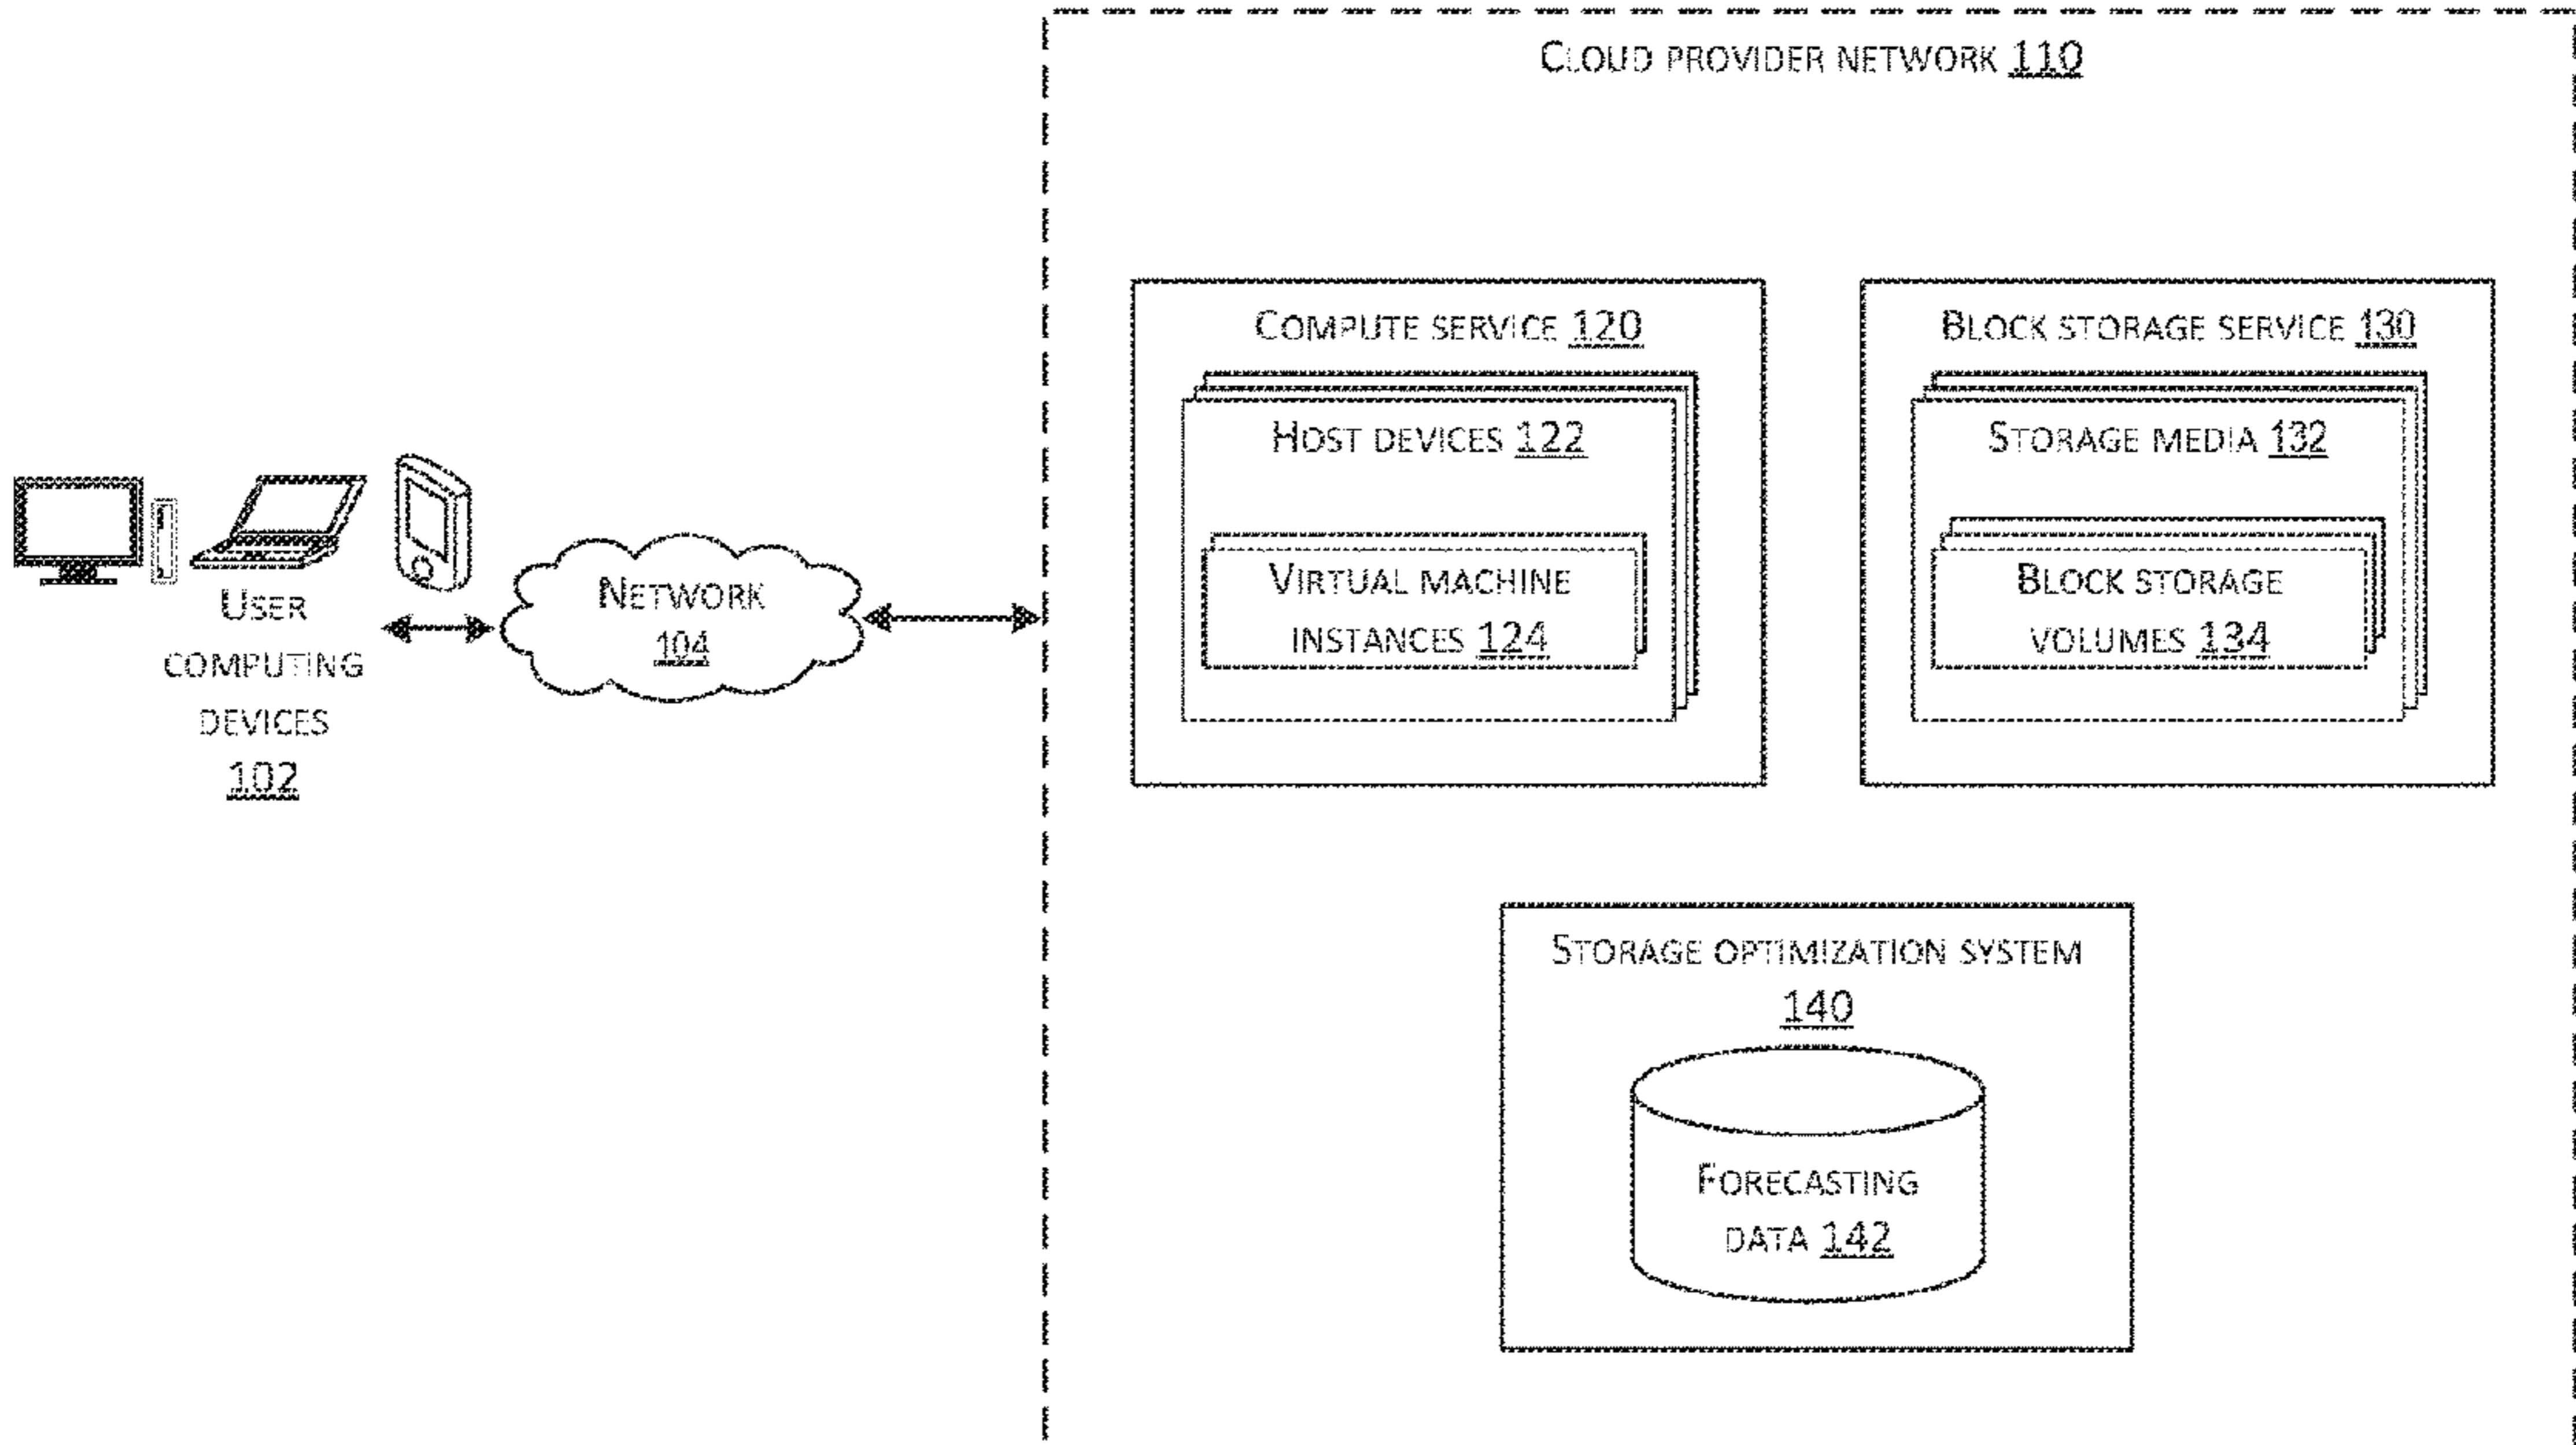 CLOUD PROVIDER NETWORK 110
COMPUTE SERVICE 120
HOST DEVICES 122
VIRTUAL MACHINE
INSTANCES 124
BLOCK STORAGE SERVICE 130
STORAGE MEDIA 132
BLOCK STORAGE
VOLUMES 134
USER
COMPUTING
DEVICES
102
NETWORK
104
STORAGE OPTIMIZATION SYSTEM
140
FORECASTING
DATA 142